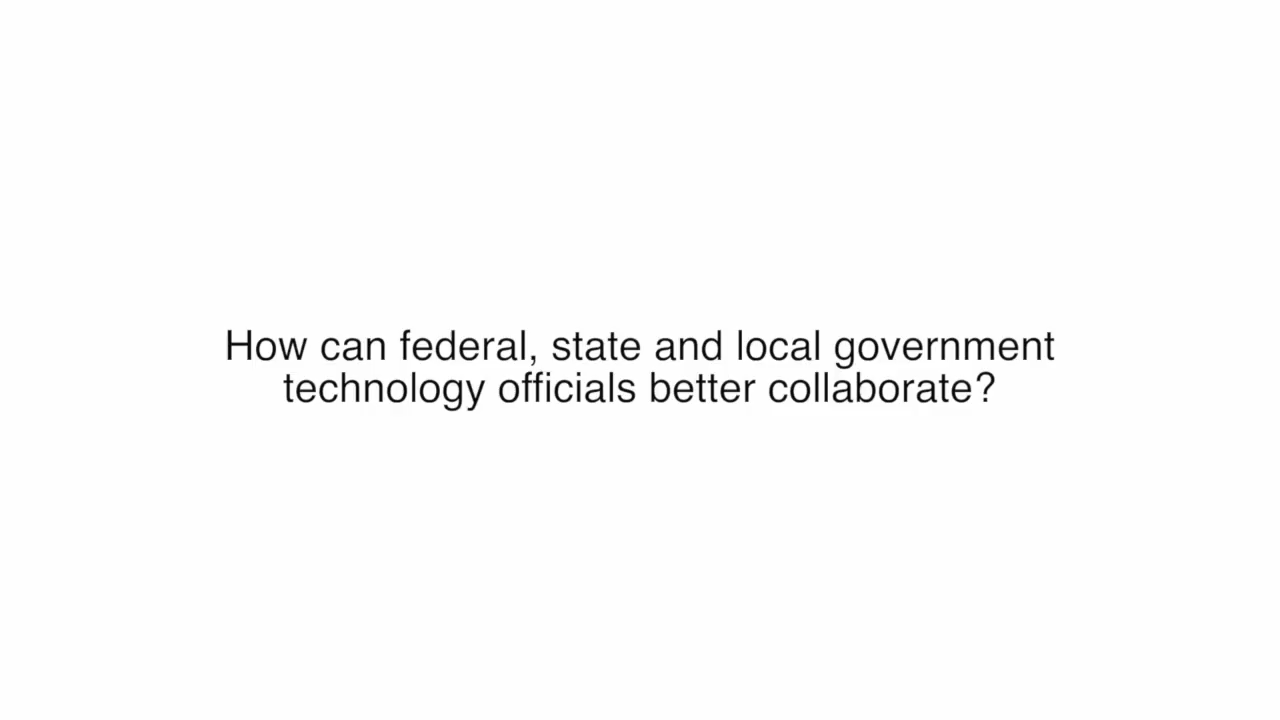 How can federal, state and local government
technology officials better collaborate?